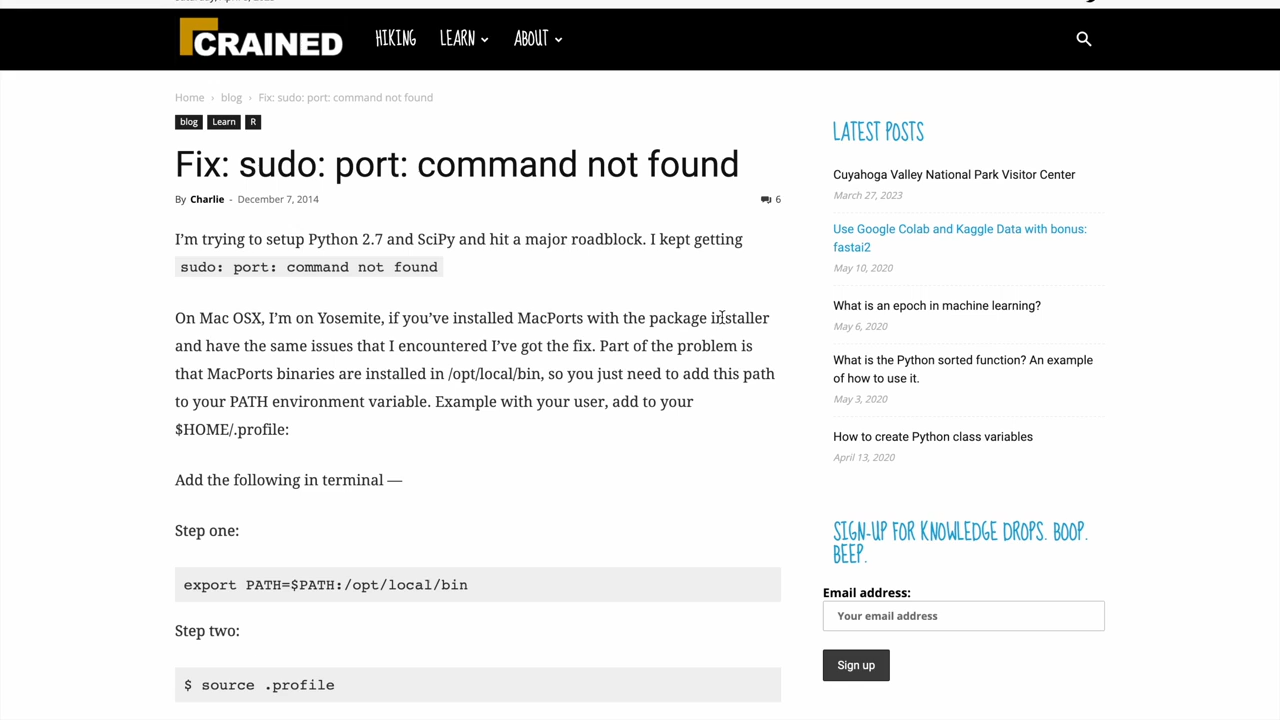 CRAINED
HIKING
LEARN
ABOUT
Home › blog › Fix: sudo: port: command not found
blog
Learn
R
Fix: sudo: port: command not found
By Charlie - December 7, 2014
6
I'm trying to setup Python 2.7 and SciPy and hit a major roadblock. I kept getting
sudo: port: command not found
On Mac OSX, I'm on Yosemite, if you've installed MacPorts with the package installer
and have the same issues that I encountered I've got the fix. Part of the problem is
that MacPorts binaries are installed in /opt/local/bin, so you just need to add this path
to your PATH environment variable. Example with your user, add to your
$HOME/.profile:
Add the following in terminal —
Step one:
export PATH=$PATH:/opt/local/bin
Step two:
$ source .profile
LATEST POSTS
Cuyahoga Valley National Park Visitor Center
March 27, 2023
Use Google Colab and Kaggle Data with bonus:
fastai2
May 10, 2020
What is an epoch in machine learning?
May 6, 2020
What is the Python sorted function? An example
of how to use it.
May 3, 2020
How to create Python class variables
April 13, 2020
SIGN-UP FOR KNOWLEDGE DROPS. BOOP.
BEEP.
Email address:
Your email address
Sign up